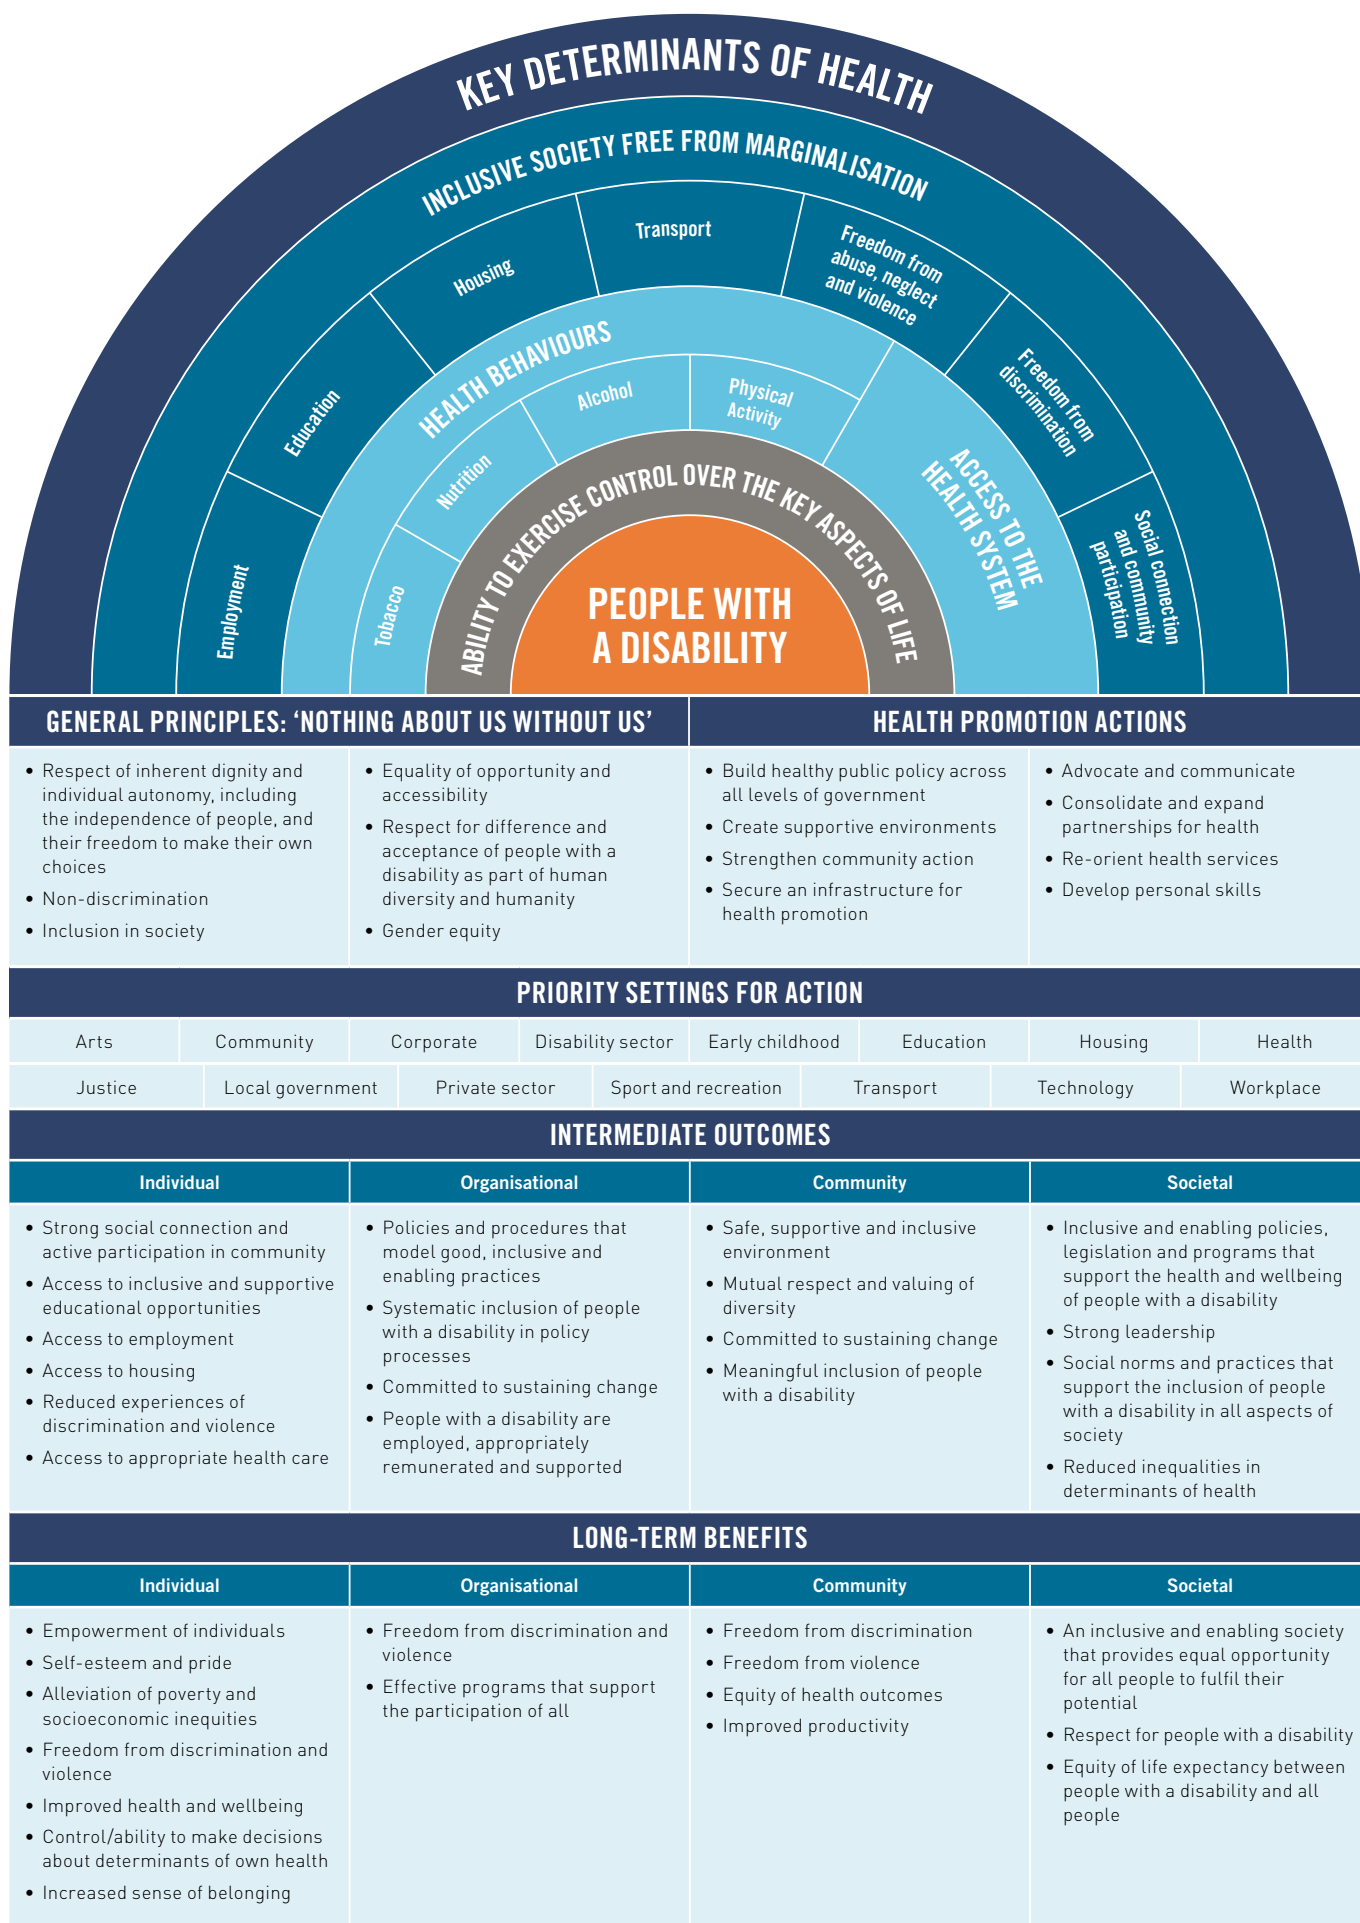 KEY DETERMINANTS OF HEALTH
INCLUSIVE SOCIETY FREE FROM MARGINALISATION
Employment
Education
Housing
Transport
Freedom from
abuse, neglect
and violence
Freedom from
discrimination
Social connection
and community
participation
HEALTH BEHAVIOURS
Tobacco
Nutrition
Alcohol
Physical
Activity
ACCESS TO THE
HEALTH SYSTEM
ABILITY TO EXERCISE CONTROL OVER THE KEY ASPECTS OF LIFE
PEOPLE WITH
A DISABILITY
GENERAL PRINCIPLES: ‘NOTHING ABOUT US WITHOUT US’
• Respect of inherent dignity and
individual autonomy, including
the independence of people, and
their freedom to make their own
choices
• Non-discrimination
• Inclusion in society
• Equality of opportunity and
accessibility
• Respect for difference and
acceptance of people with a
disability as part of human
diversity and humanity
• Gender equity
HEALTH PROMOTION ACTIONS
• Build healthy public policy across
all levels of government
• Create supportive environments
• Strengthen community action
• Secure an infrastructure for
health promotion
• Advocate and communicate
• Consolidate and expand
partnerships for health
• Re-orient health services
• Develop personal skills
PRIORITY SETTINGS FOR ACTION
Arts Community Corporate Disability sector Early childhood Education Housing Health
Justice Local government Private sector Sport and recreation Transport Technology Workplace
INTERMEDIATE OUTCOMES
Individual
• Strong social connection and
active participation in community
• Access to inclusive and supportive
educational opportunities
• Access to employment
• Access to housing
• Reduced experiences of
discrimination and violence
• Access to appropriate health care
Organisational
• Policies and procedures that
model good, inclusive and
enabling practices
• Systematic inclusion of people
with a disability in policy
processes
• Committed to sustaining change
• People with a disability are
employed, appropriately
remunerated and supported
Community
• Safe, supportive and inclusive
environment
• Mutual respect and valuing of
diversity
• Committed to sustaining change
• Meaningful inclusion of people
with a disability
Societal
• Inclusive and enabling policies,
legislation and programs that
support the health and wellbeing
of people with a disability
• Strong leadership
• Social norms and practices that
support the inclusion of people
with a disability in all aspects of
society
• Reduced inequalities in
determinants of health
LONG-TERM BENEFITS
Individual
• Empowerment of individuals
• Self-esteem and pride
• Alleviation of poverty and
socioeconomic inequities
• Freedom from discrimination and
violence
• Improved health and wellbeing
• Control/ability to make decisions
about determinants of own health
• Increased sense of belonging
Organisational
• Freedom from discrimination and
violence
• Effective programs that support
the participation of all
Community
• Freedom from discrimination
• Freedom from violence
• Equity of health outcomes
• Improved productivity
Societal
• An inclusive and enabling society
that provides equal opportunity
for all people to fulfil their
potential
• Respect for people with a disability
• Equity of life expectancy between
people with a disability and all
people